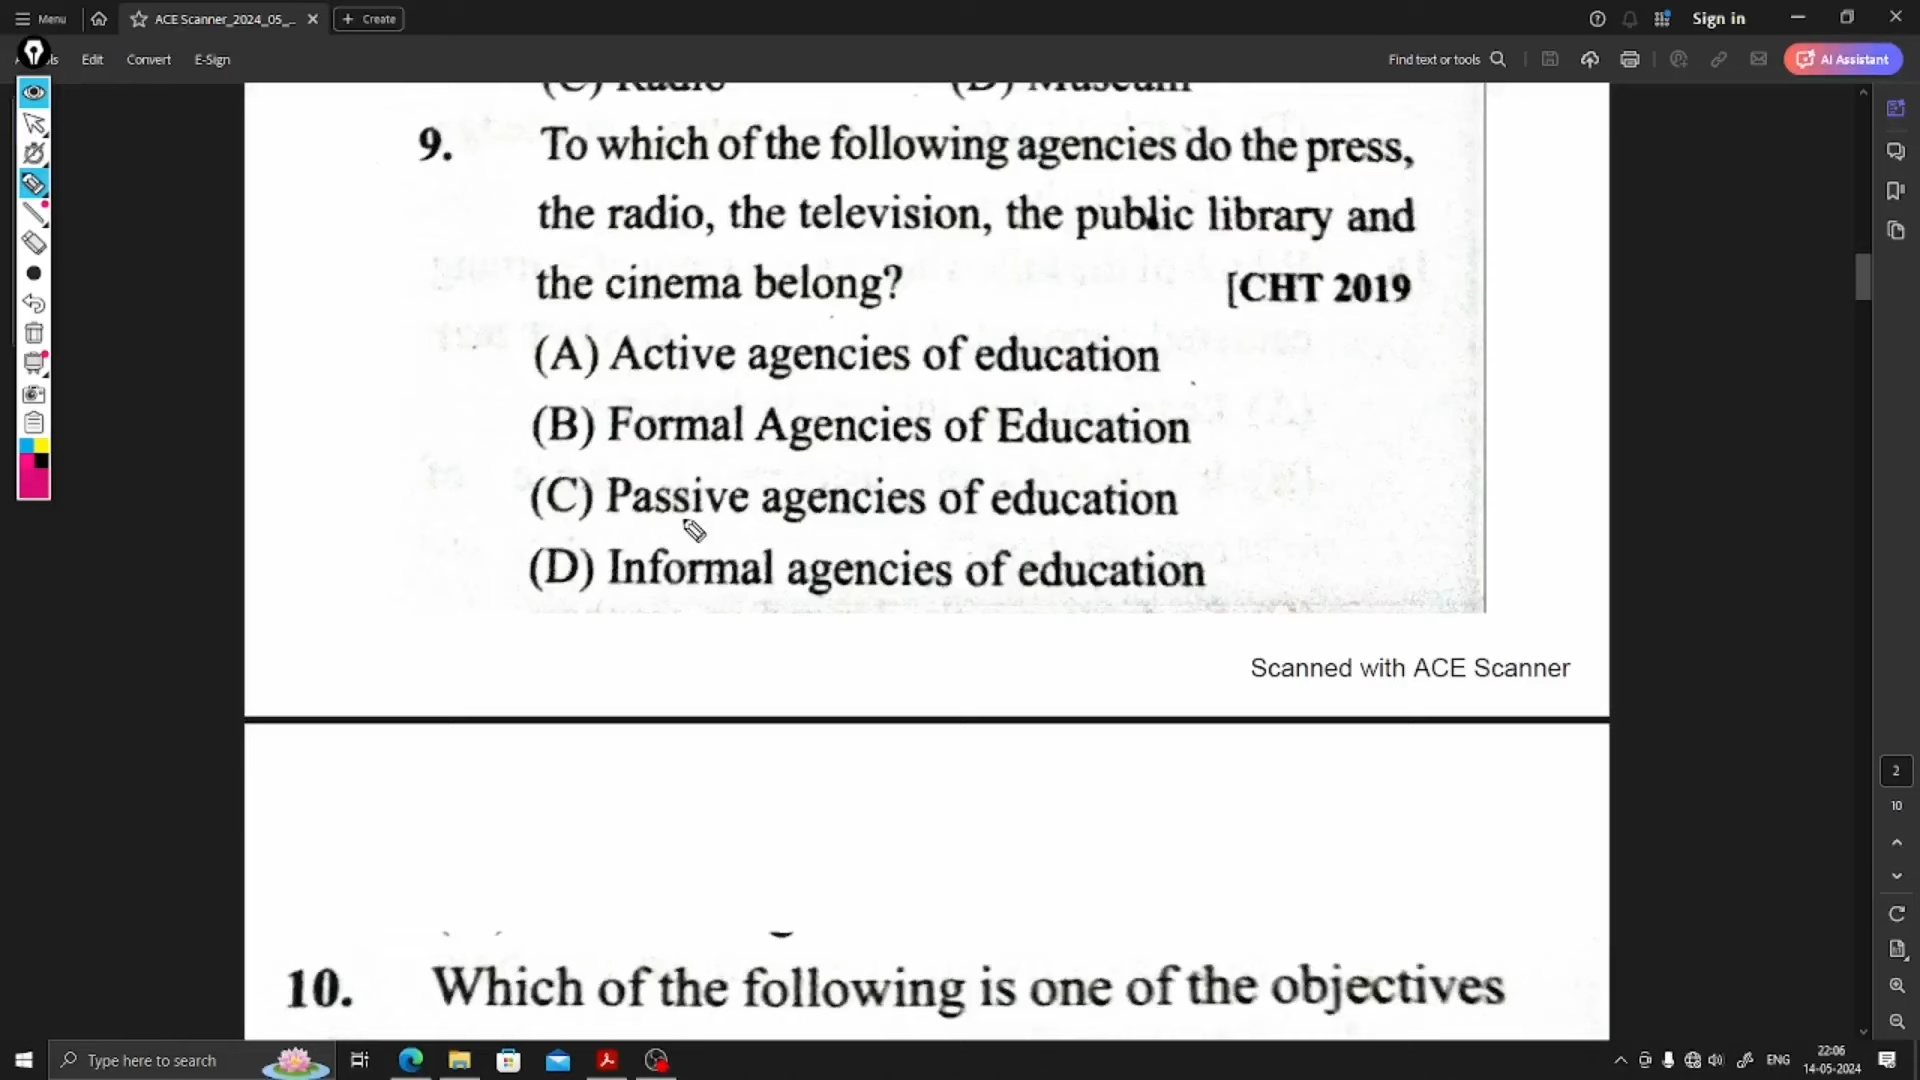 Menu
ACE Scanner_2024_05_...
Create
Sign in
Edit
Convert
E-Sign
Find text or tools
AI Assistant
(C) Radio (D) Museum
9. To which of the following agencies do the press,
the radio, the television, the public library and
the cinema belong? [CHT 2019
(A) Active agencies of education
(B) Formal Agencies of Education
(C) Passive agencies of education
(D) Informal agencies of education
Scanned with ACE Scanner
2
10
10. Which of the following is one of the objectives
Type here to search
ENG
22:06
14-05-2024